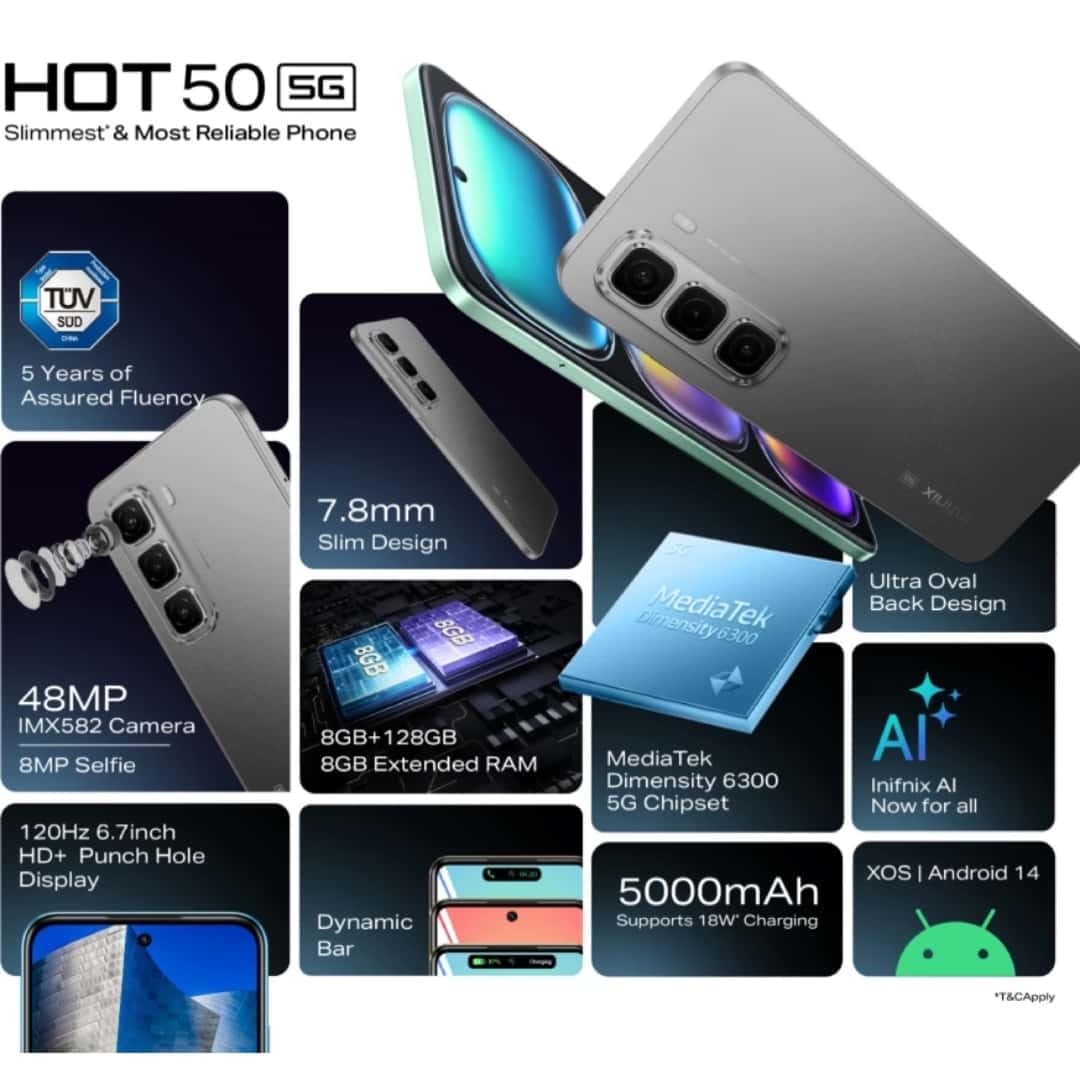 HOT 50 5G
Slimmest* & Most Reliable Phone
TÜV
SÜD
CHINA
5 Years of
Assured Fluency
7.8mm
Slim Design
Ultra Oval
Back Design
48MP
IMX582 Camera
8MP Selfie
8GB
8GB
8GB+128GB
8GB Extended RAM
5G
MediaTek
Dimensity 6300
MediaTek
Dimensity 6300
5G Chipset
AI
Inifnix AI
Now for all
120Hz 6.7inch
HD+ Punch Hole
Display
Dynamic
Bar
Charging
5000mAh
Supports 18W* Charging
XOS | Android 14
*T&CApply